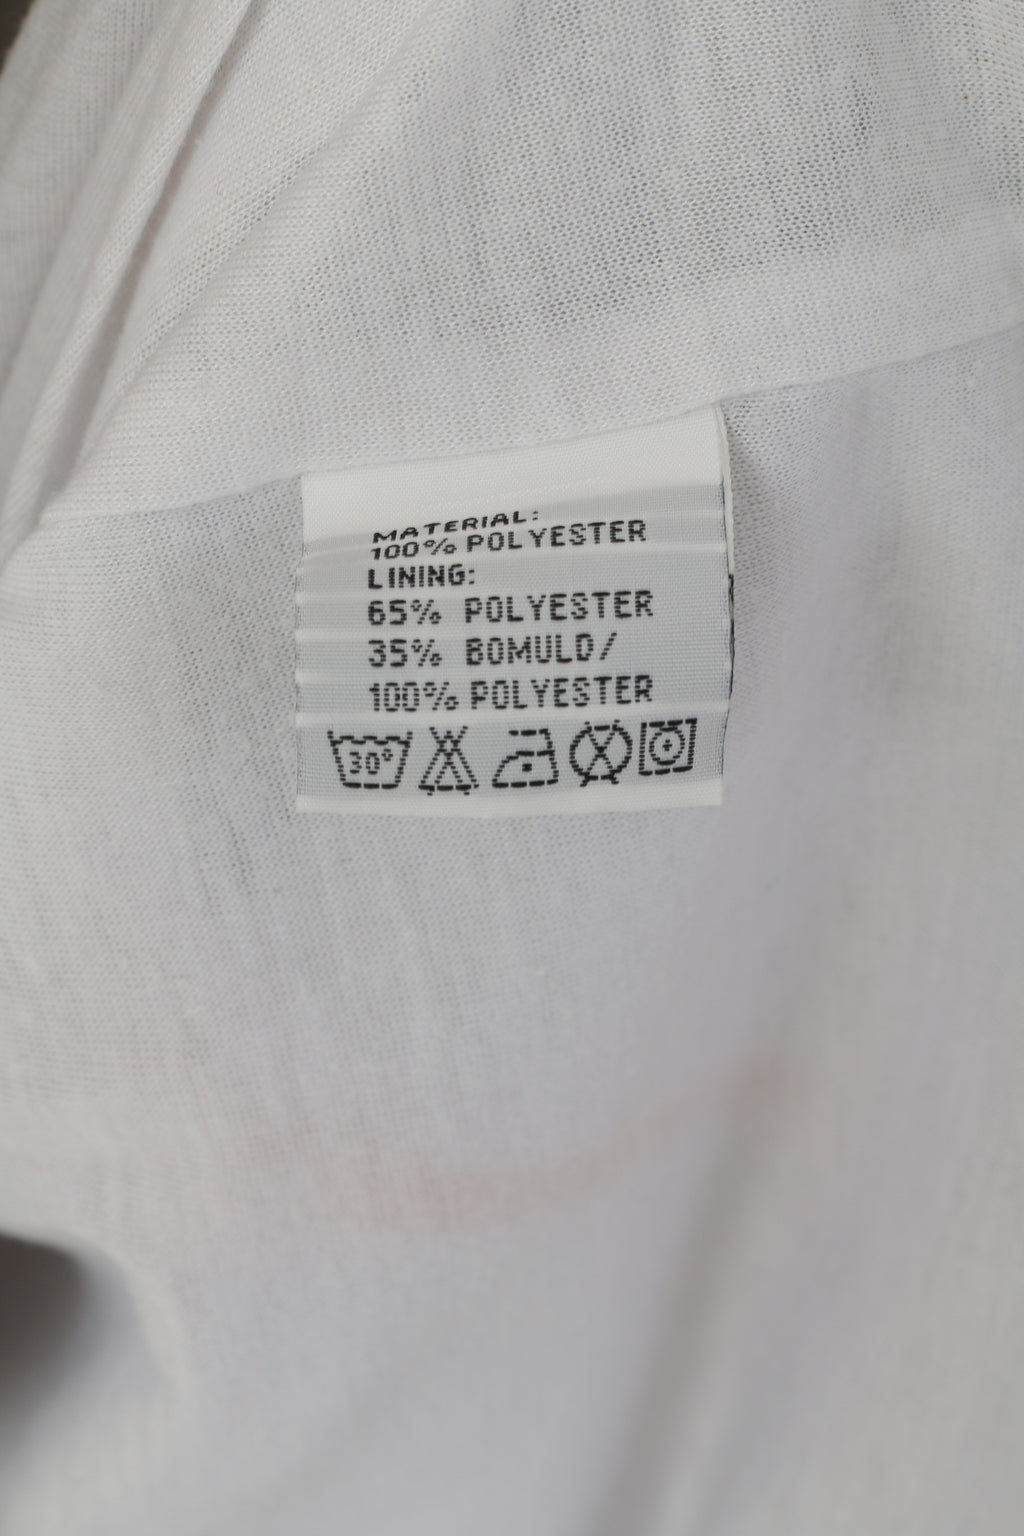 MATERIAL:
100% POLYESTER
LINING:
65% POLYESTER
35% BOMULD/
100% POLYESTER
30°